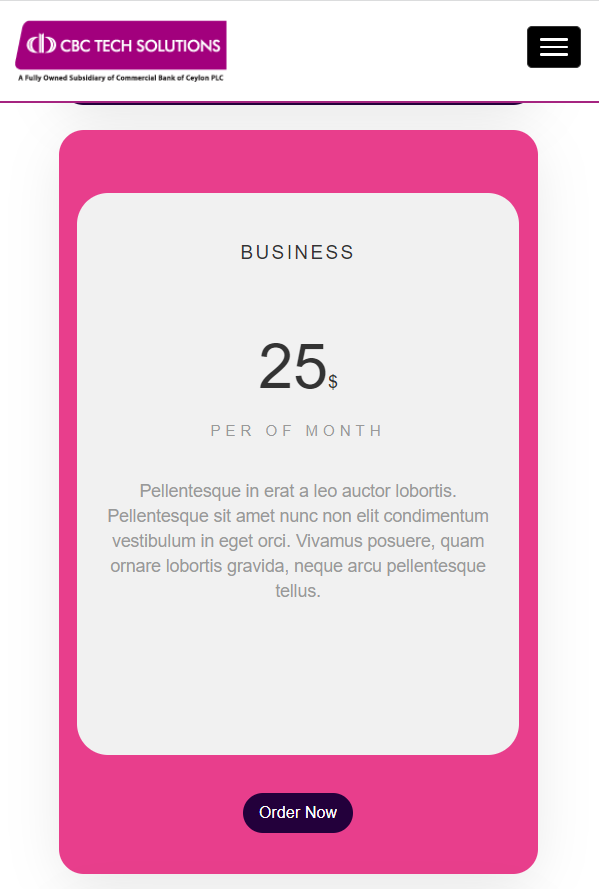 CBC TECH SOLUTIONS
A Fully Owned Subsidiary of Commercial Bank of Ceylon PLC
BUSINESS
25$
PER OF MONTH
Pellentesque in erat a leo auctor lobortis.
Pellentesque sit amet nunc non elit condimentum
vestibulum in eget orci. Vivamus posuere, quam
ornare lobortis gravida, neque arcu pellentesque
tellus.
Order Now